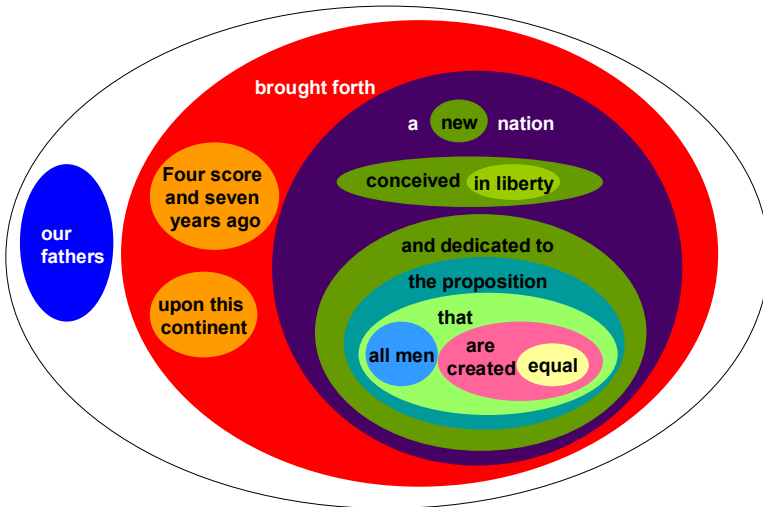 brought forth
a new nation
Four score
and seven
years ago
conceived in liberty
our
fathers
and dedicated to
the proposition
upon this
continent
that
all men
are
created
equal